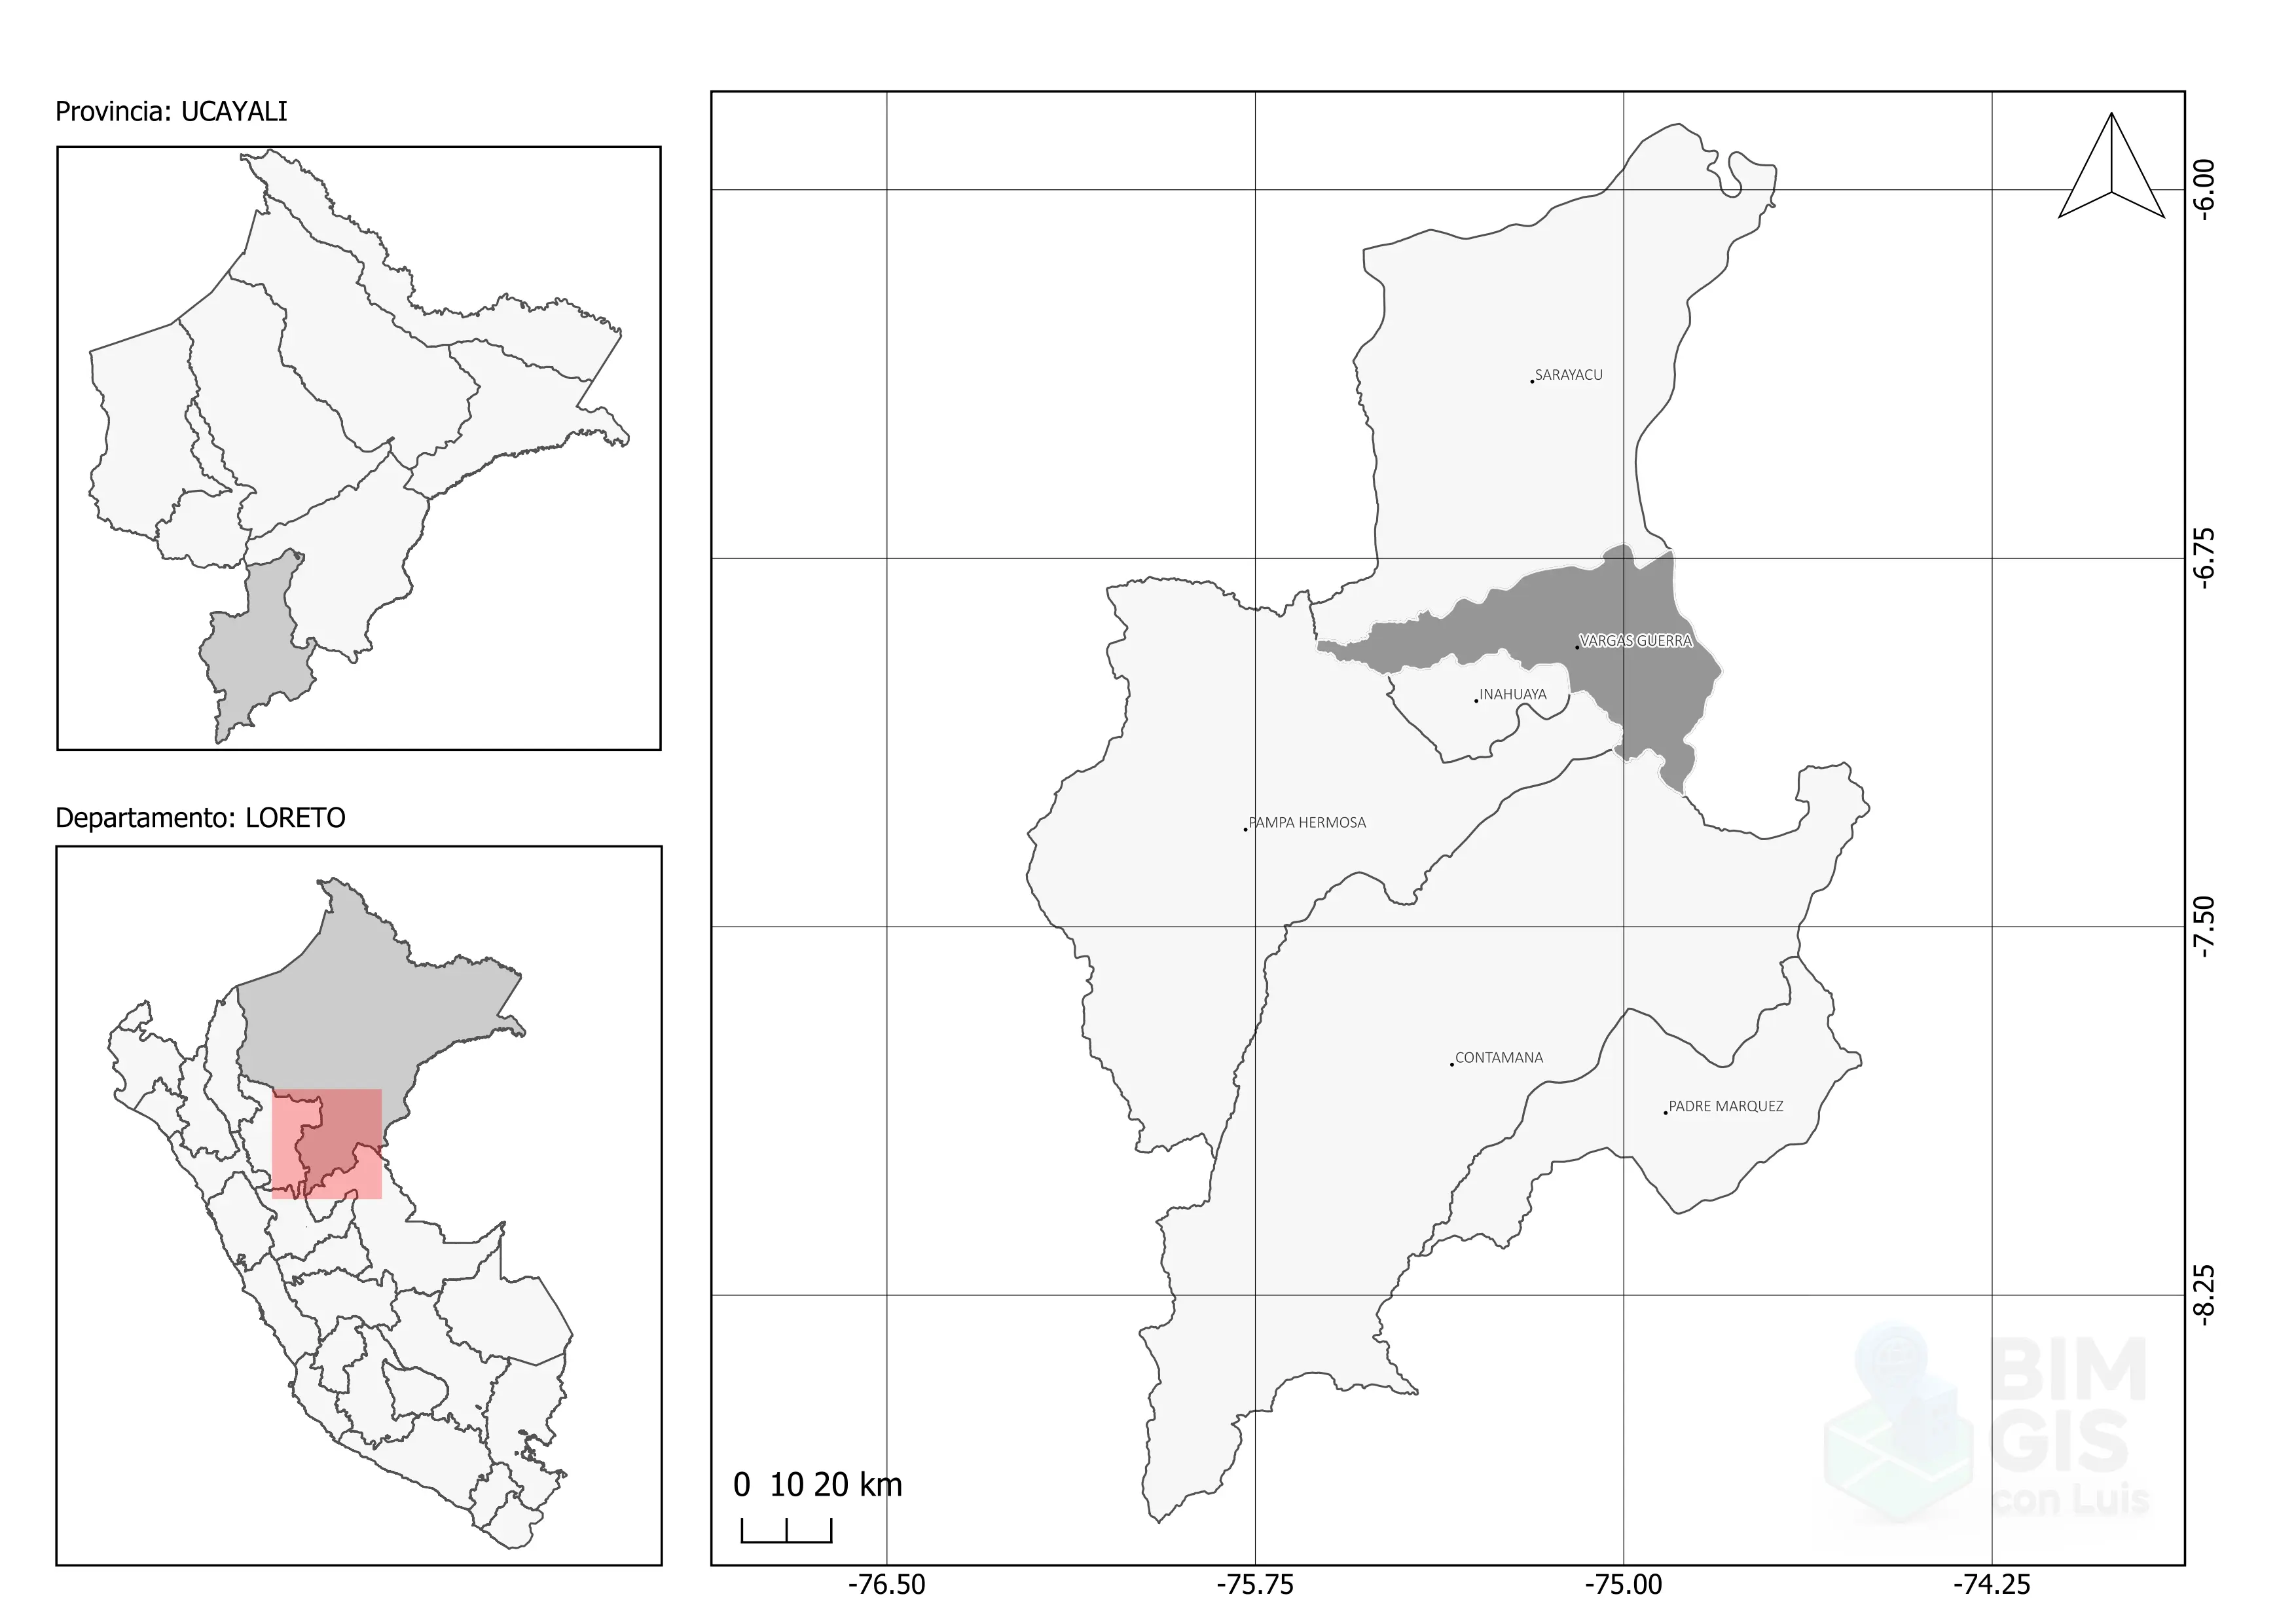 Provincia: UCAYALI
Departamento: LORETO
SARAYACU
VARGAS GUERRA
INAHUAYA
PAMPA HERMOSA
CONTAMANA
PADRE MARQUEZ
-6.00
-6.75
-7.50
-8.25
0 10 20 km
BIM
GIS
con Luis
-76.50 -75.75 -75.00 -74.25